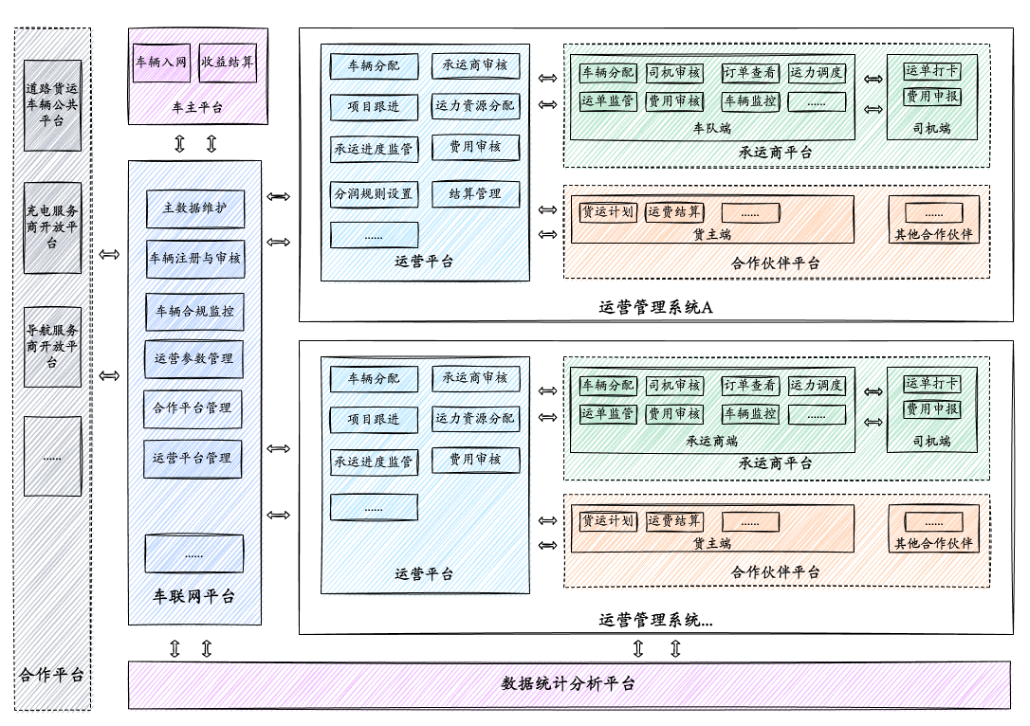 道路货运
车辆公共
平台
充电服务
商开放平
台
导航服务
商开放平
台
......
合作平台
车辆入网
收益结算
车主平台
主数据维护
车辆注册与审核
车辆合规监控
运营参数管理
合作平台管理
运营平台管理
......
车联网平台
车辆分配
承运商审核
项目跟进
运力资源分配
承运进度监管
费用审核
分润规则设置
结算管理
......
运营平台
车辆分配
司机审核
订单查看
运力调度
运单监管
费用审核
车辆监控
......
车队端
运单打卡
费用申报
司机端
承运商平台
货运计划
运费结算
......
货主端
......
其他合作伙伴
合作伙伴平台
运营管理系统A
车辆分配
承运商审核
项目跟进
运力资源分配
承运进度监管
费用审核
......
运营平台
车辆分配
司机审核
订单查看
运力调度
运单监管
费用审核
车辆监控
......
承运商端
运单打卡
费用申报
司机端
承运商平台
货运计划
运费结算
......
货主端
......
其他合作伙伴
合作伙伴平台
运营管理系统...
数据统计分析平台